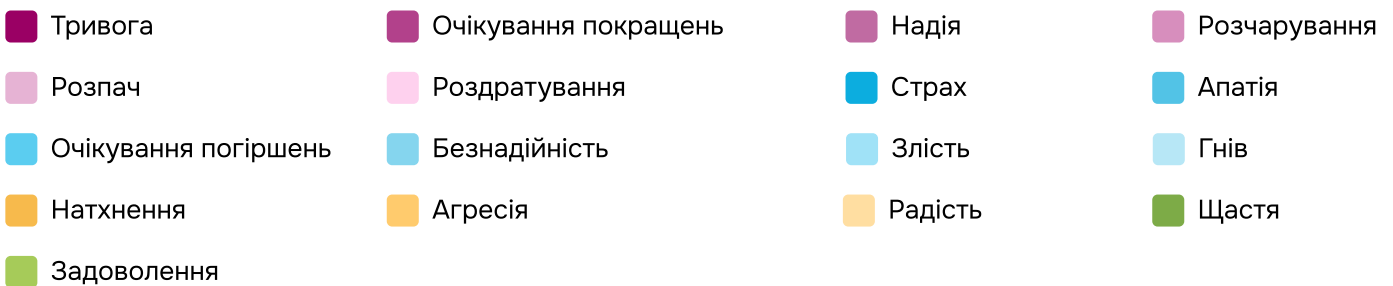 Тривога Очікування покращень Надія Розчарування
Розпач Роздратування Страх Апатія
Очікування погіршень Безнадійність Злість Гнів
Натхнення Агресія Радість Щастя
Задоволення